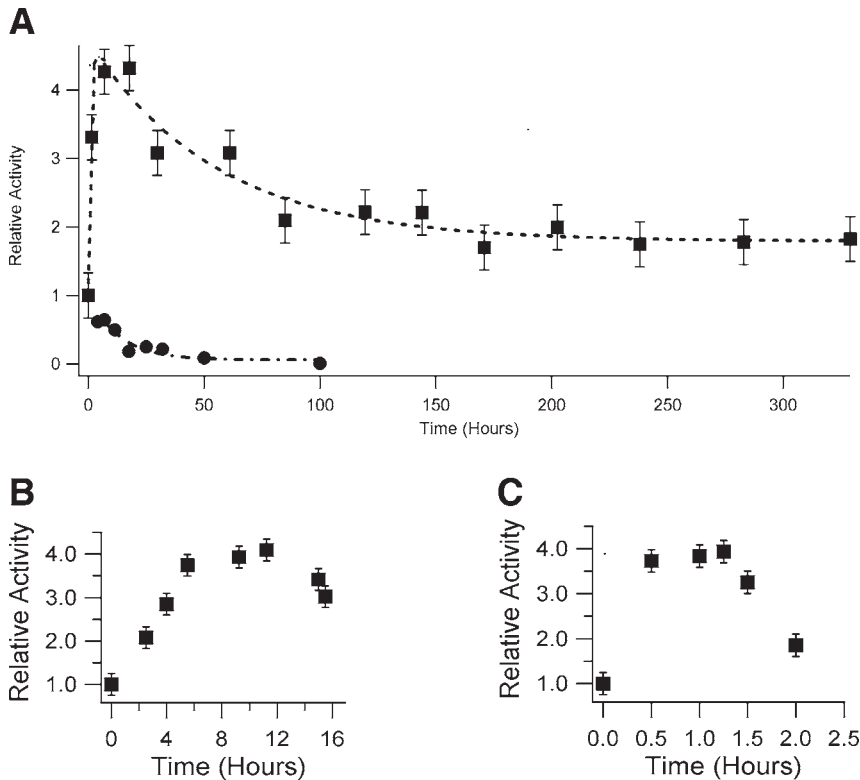 A
Relative Activity
4
3
2
1
0
0 50 100 150 200 250 300
Time (Hours)
B
Relative Activity
4.0
3.0
2.0
1.0
0 4 8 12 16
Time (Hours)
C
Relative Activity
4.0
3.0
2.0
1.0
0.0 0.5 1.0 1.5 2.0 2.5
Time (Hours)